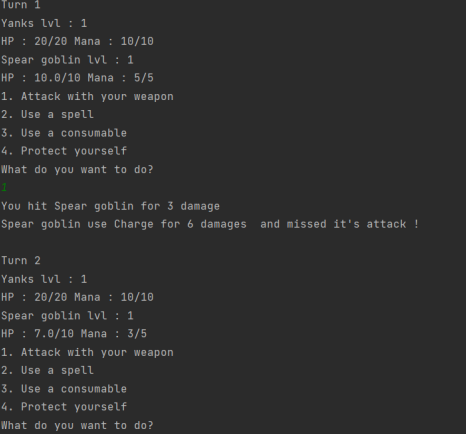 Turn 1
Yanks lvl : 1
HP : 20/20 Mana : 10/10
Spear goblin lvl : 1
HP : 10.0/10 Mana : 5/5
1. Attack with your weapon
2. Use a spell
3. Use a consumable
4. Protect yourself
What do you want to do?
1
You hit Spear goblin for 3 damage
Spear goblin use Charge for 6 damages  and missed it's attack !
Turn 2
Yanks lvl : 1
HP : 20/20 Mana : 10/10
Spear goblin lvl : 1
HP : 7.0/10 Mana : 3/5
1. Attack with your weapon
2. Use a spell
3. Use a consumable
4. Protect yourself
What do you want to do?